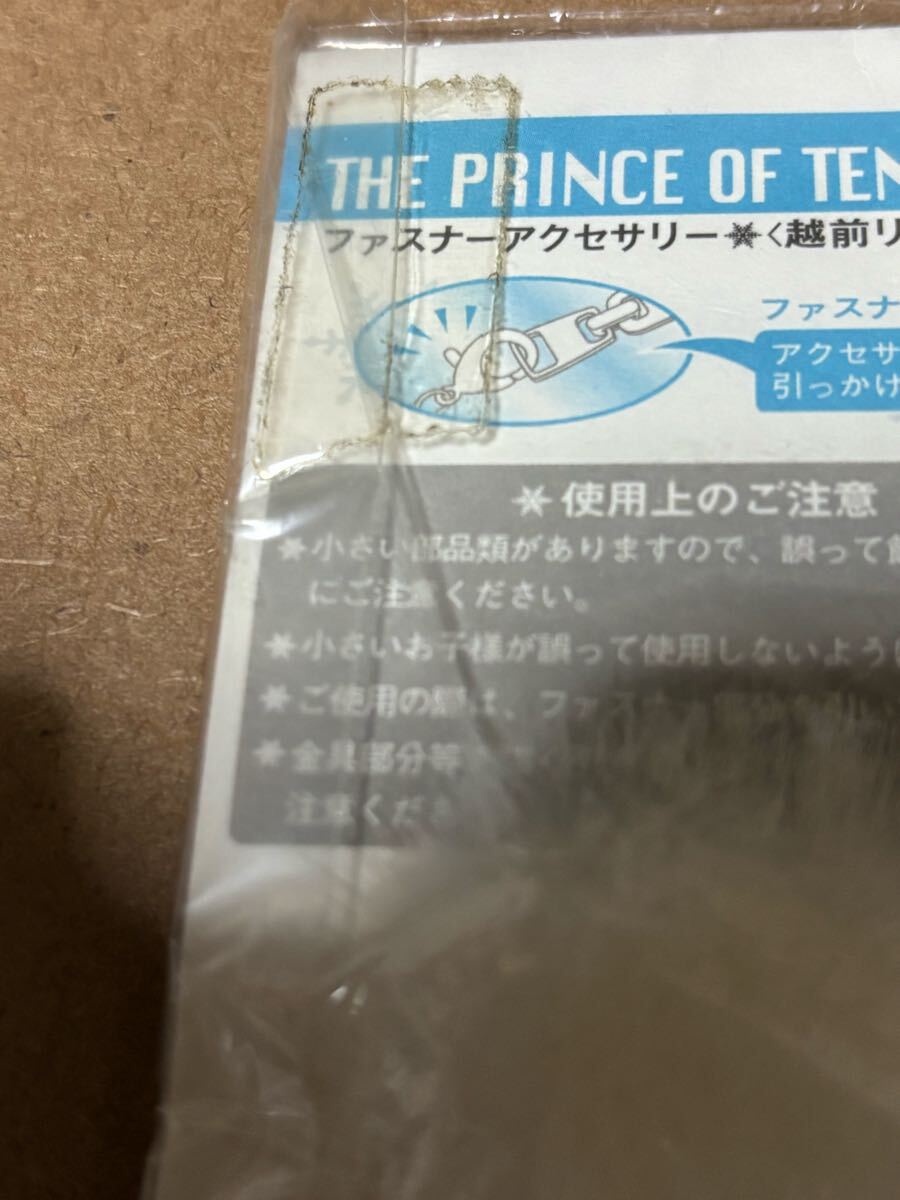 THE PRINCE OF TEN
ファスナーアクセサリー＊〈越前リ
ファスナ
アクセサ
引っかけ
＊使用上のご注意
＊小さい部品類がありますので、誤って
にご注意ください。
＊小さいお子様が誤って使用しないように
＊ご使用の際は、ファスナー部分を
＊金具部分等
注意くださ